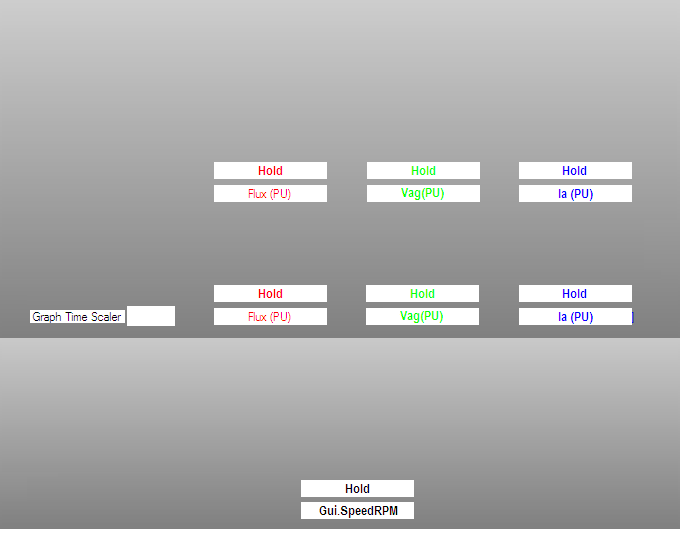 Hold Hold Hold
Flux (PU) Vag(PU) Ia (PU)
Hold Hold Hold
Graph Time Scaler Flux (PU) Vag(PU) Ia (PU)
Hold
Gui.SpeedRPM